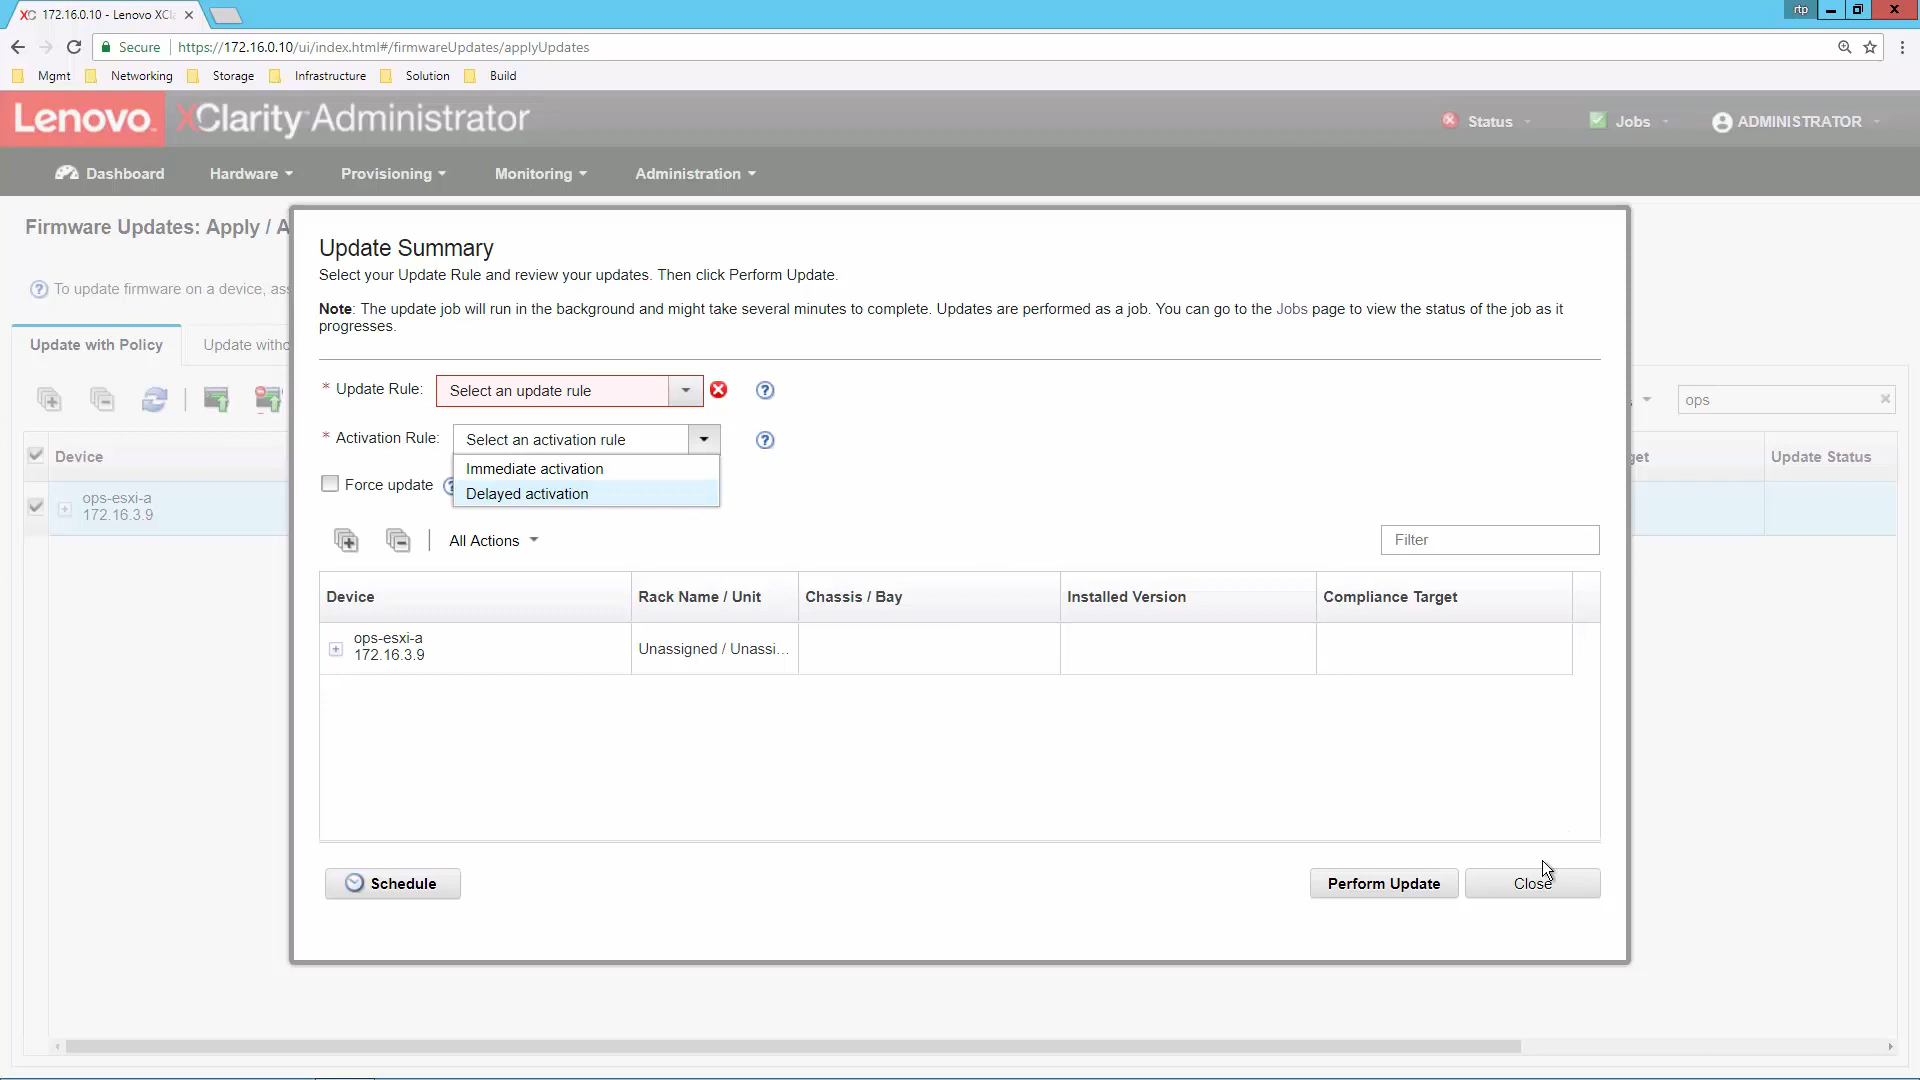 172.16.0.10 - Lenovo XCl
rtp
Secure
https://172.16.0.10/ui/index.html#/firmwareUpdates/applyUpdates
Mgmt
Networking
Storage
Infrastructure
Solution
Build
Lenovo
XClarity Administrator
Status
Jobs
ADMINISTRATOR
Dashboard
Hardware
Provisioning
Monitoring
Administration
Firmware Updates: Apply / A
To update firmware on a device, ass
Update with Policy
Update witho
ops
Device
get
Update Status
ops-esxi-a
172.16.3.9
Update Summary
Select your Update Rule and review your updates. Then click Perform Update.
Note: The update job will run in the background and might take several minutes to complete. Updates are performed as a job. You can go to the Jobs page to view the status of the job as it
progresses.
* Update Rule:
Select an update rule
* Activation Rule:
Select an activation rule
Immediate activation
Delayed activation
Force update
All Actions
Filter
Device
Rack Name / Unit
Chassis / Bay
Installed Version
Compliance Target
ops-esxi-a
172.16.3.9
Unassigned / Unassi...
Schedule
Perform Update
Close